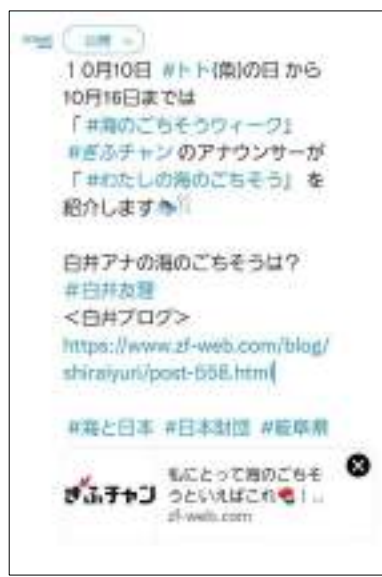 公開
10月10日 #トト(魚)の日 から
10月16日までは
「 #海のごちそうウィーク」
#ぎふチャン のアナウンサーが
「 #わたしの海のごちそう」 を
紹介します
白井アナの海のごちそうは？
#白井友理
<白井ブログ>
https://www.zf-web.com/blog/
shiraiyuri/post-558.html
#海と日本 #日本財団 #岐阜県
ぎふチャン
私にとって海のごちそ
うといえばこれ！...
zf-web.com